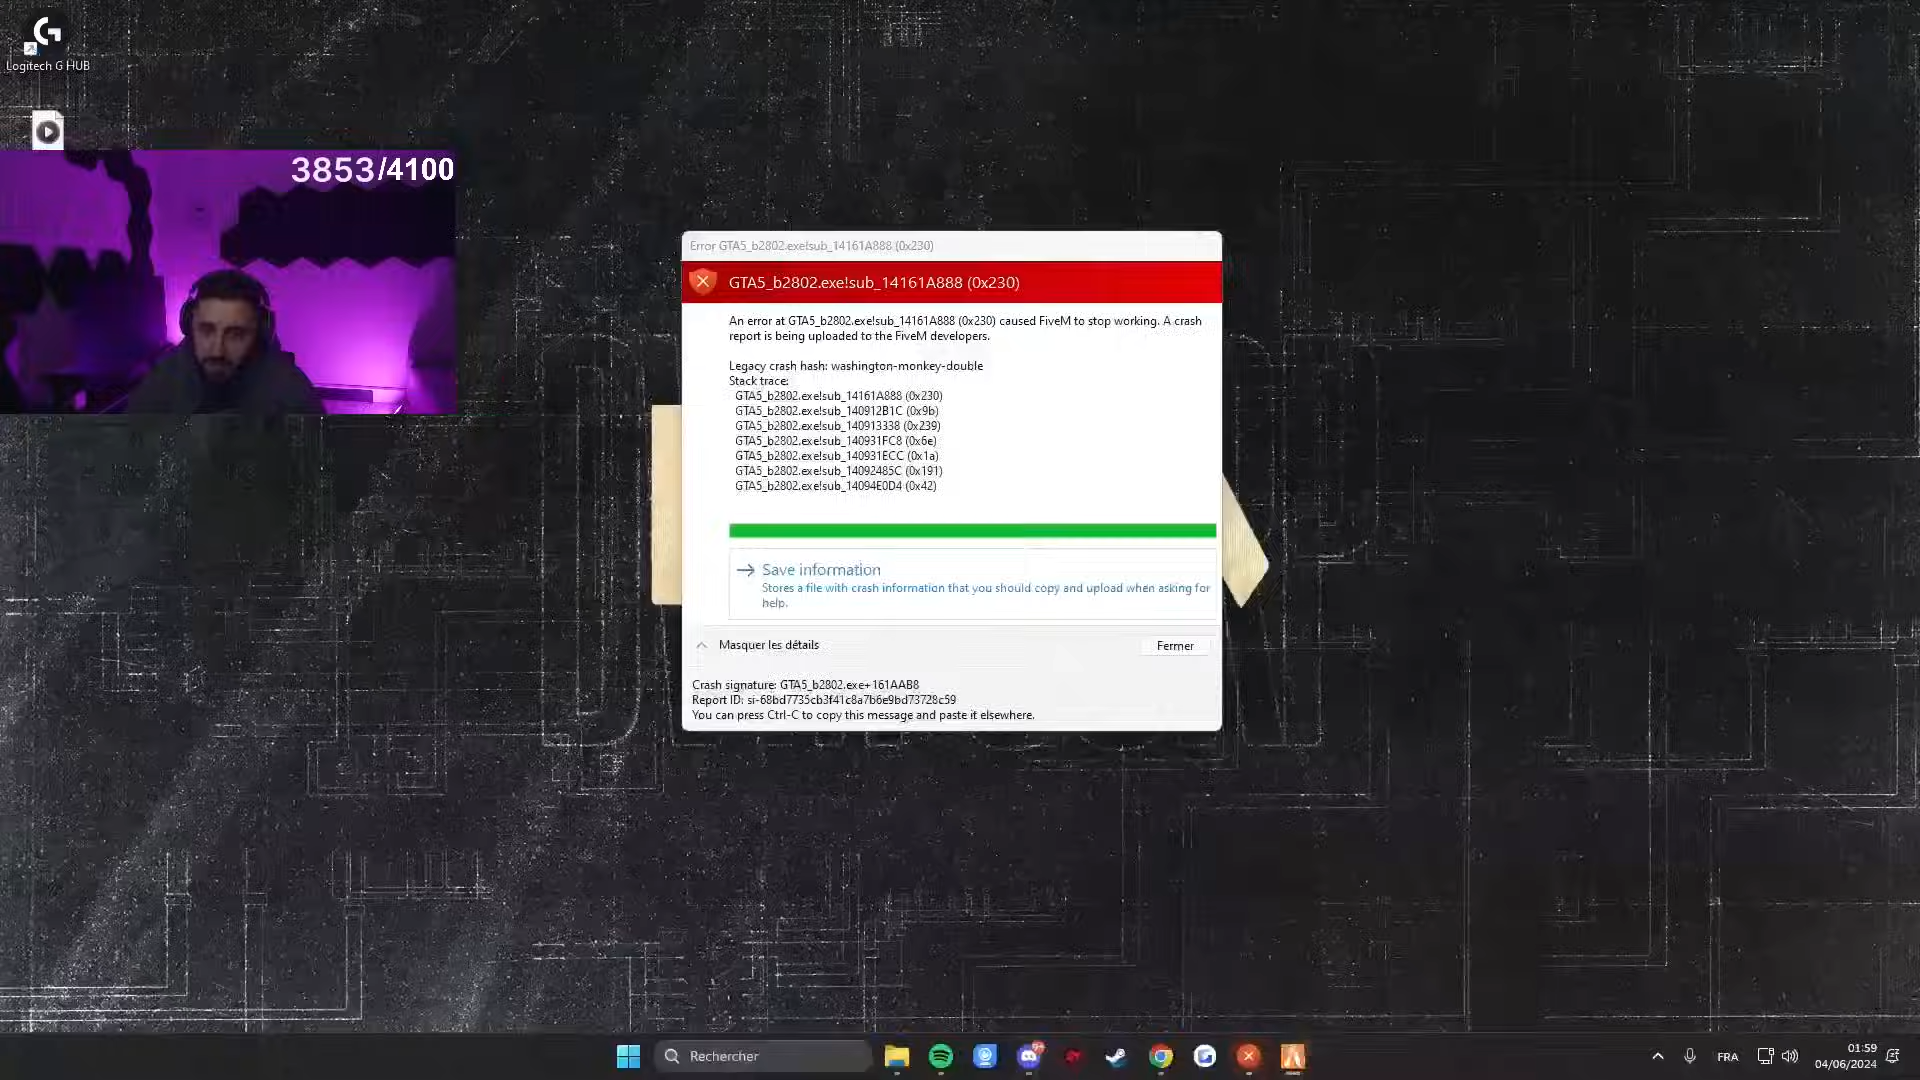 Logitech G HUB
3853/4100
Error GTA5_b2802.exe!sub_14161A888 (0x230)
GTA5_b2802.exe!sub_14161A888 (0x230)
An error at GTA5_b2802.exe!sub_14161A888 (0x230) caused FiveM to stop working. A crash
report is being uploaded to the FiveM developers.
Legacy crash hash: washington-monkey-double
Stack trace:
GTA5_b2802.exe!sub_14161A888 (0x230)
GTA5_b2802.exe!sub_140912B1C (0x9b)
GTA5_b2802.exe!sub_140913338 (0x239)
GTA5_b2802.exe!sub_140931FC8 (0x6e)
GTA5_b2802.exe!sub_140931ECC (0x1a)
GTA5_b2802.exe!sub_14092485C (0x191)
GTA5_b2802.exe!sub_14094E0D4 (0x42)
Save information
Stores a file with crash information that you should copy and upload when asking for
help.
Masquer les détails
Fermer
Crash signature: GTA5_b2802.exe+161AAB8
Report ID: si-68bd7735cb3f41c8a7b6e9bd73728c59
You can press Ctrl-C to copy this message and paste it elsewhere.
Rechercher
9+
FRA
01:59
04/06/2024